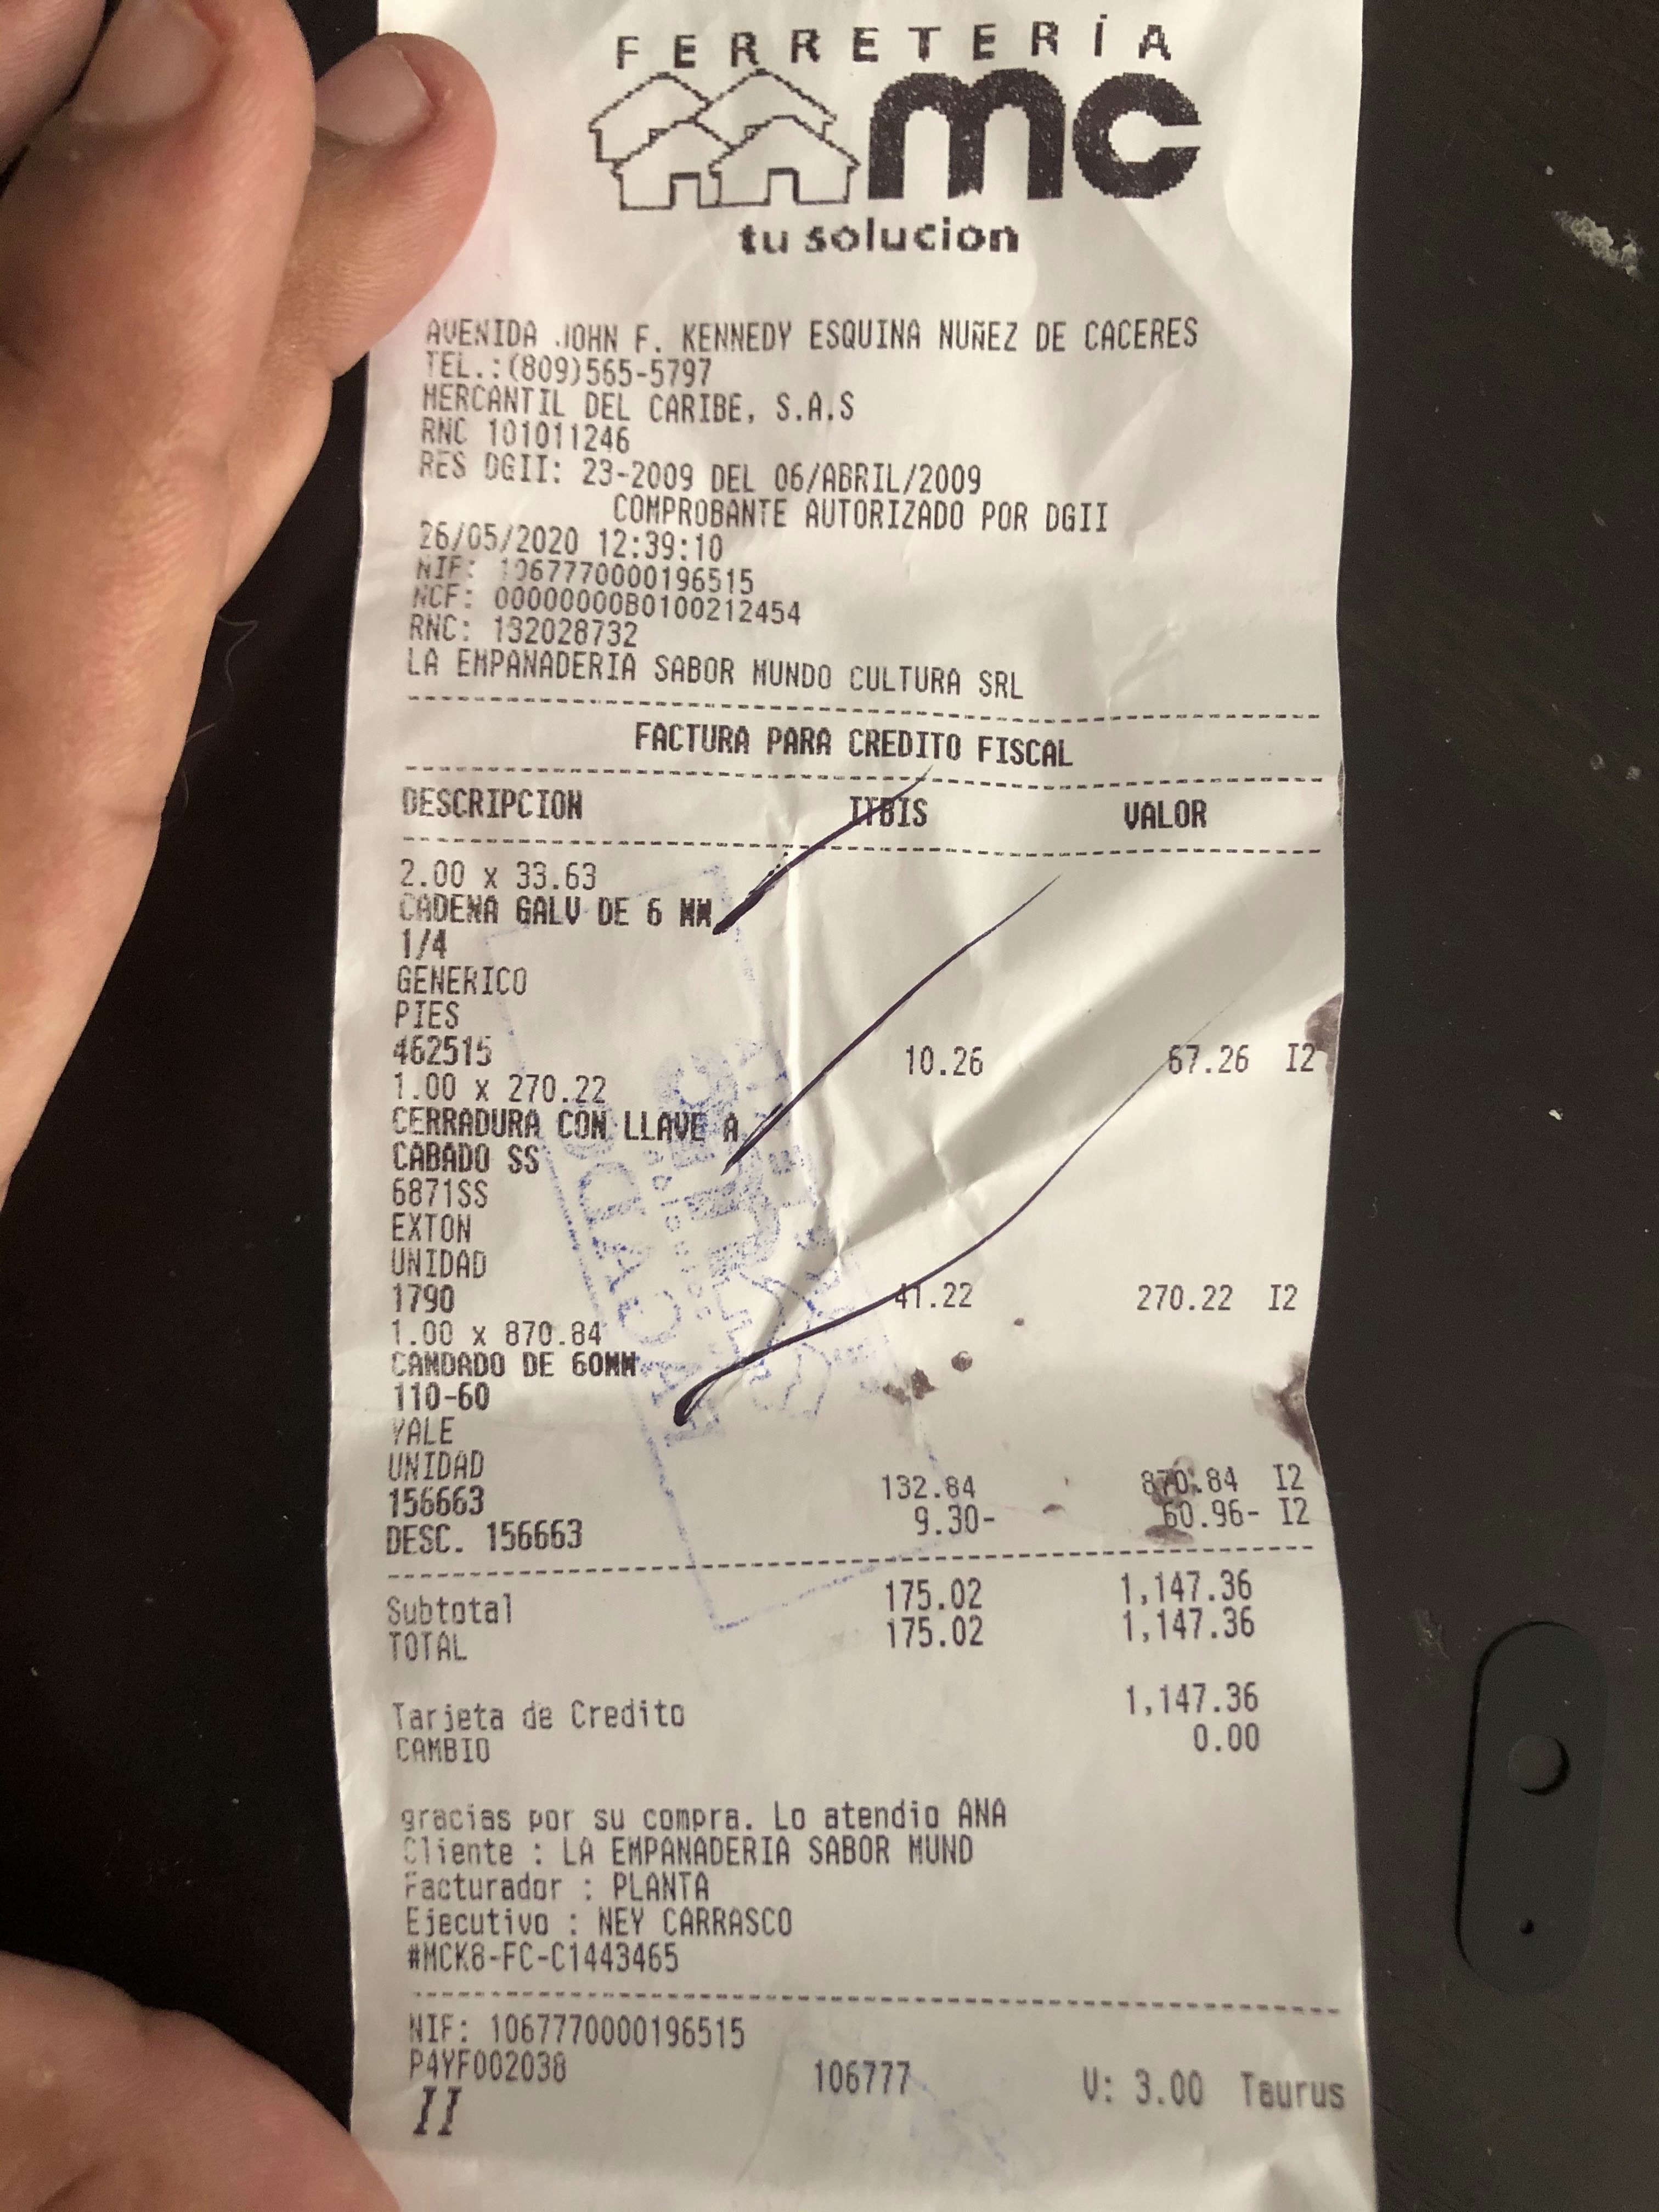 FERRETERÍA
mc
tu solucion
AVENIDA JOHN F. KENNEDY ESQUINA NUÑEZ DE CACERES
TEL.:(809)565-5797
MERCANTIL DEL CARIBE, S.A.S
RNC 101011246
RES DGII: 23-2009 DEL 06/ABRIL/2009
COMPROBANTE AUTORIZADO POR DGII
26/05/2020 12:39:10
NIF: 1067770000196515
NCF: 00000000B0100212454
RNC: 132028732
LA EMPANADERIA SABOR MUNDO CULTURA SRL
FACTURA PARA CREDITO FISCAL
DESCRIPCION ITBIS VALOR
2.00 x 33.63
CADENA GALV DE 6 MM
1/4
GENERICO
PIES
462515 10.26 67.26 I2
1.00 x 270.22
CERRADURA CON LLAVE A
CABADO SS
6871SS
EXTON
UNIDAD
1790 41.22 270.22 I2
1.00 x 870.84
CANDADO DE 60MM
110-60
YALE
UNIDAD
156663 132.84 870.84 I2
DESC. 156663 9.30- 60.96- I2
Subtotal 175.02 1,147.36
TOTAL 175.02 1,147.36
Tarjeta de Credito 1,147.36
CAMBIO 0.00
gracias por su compra. Lo atendio ANA
Cliente : LA EMPANADERIA SABOR MUND
Facturador : PLANTA
Ejecutivo : NEY CARRASCO
#MCK8-FC-C1443465
NIF: 1067770000196515
P4YF002038 106777 V: 3.00 Taurus
II